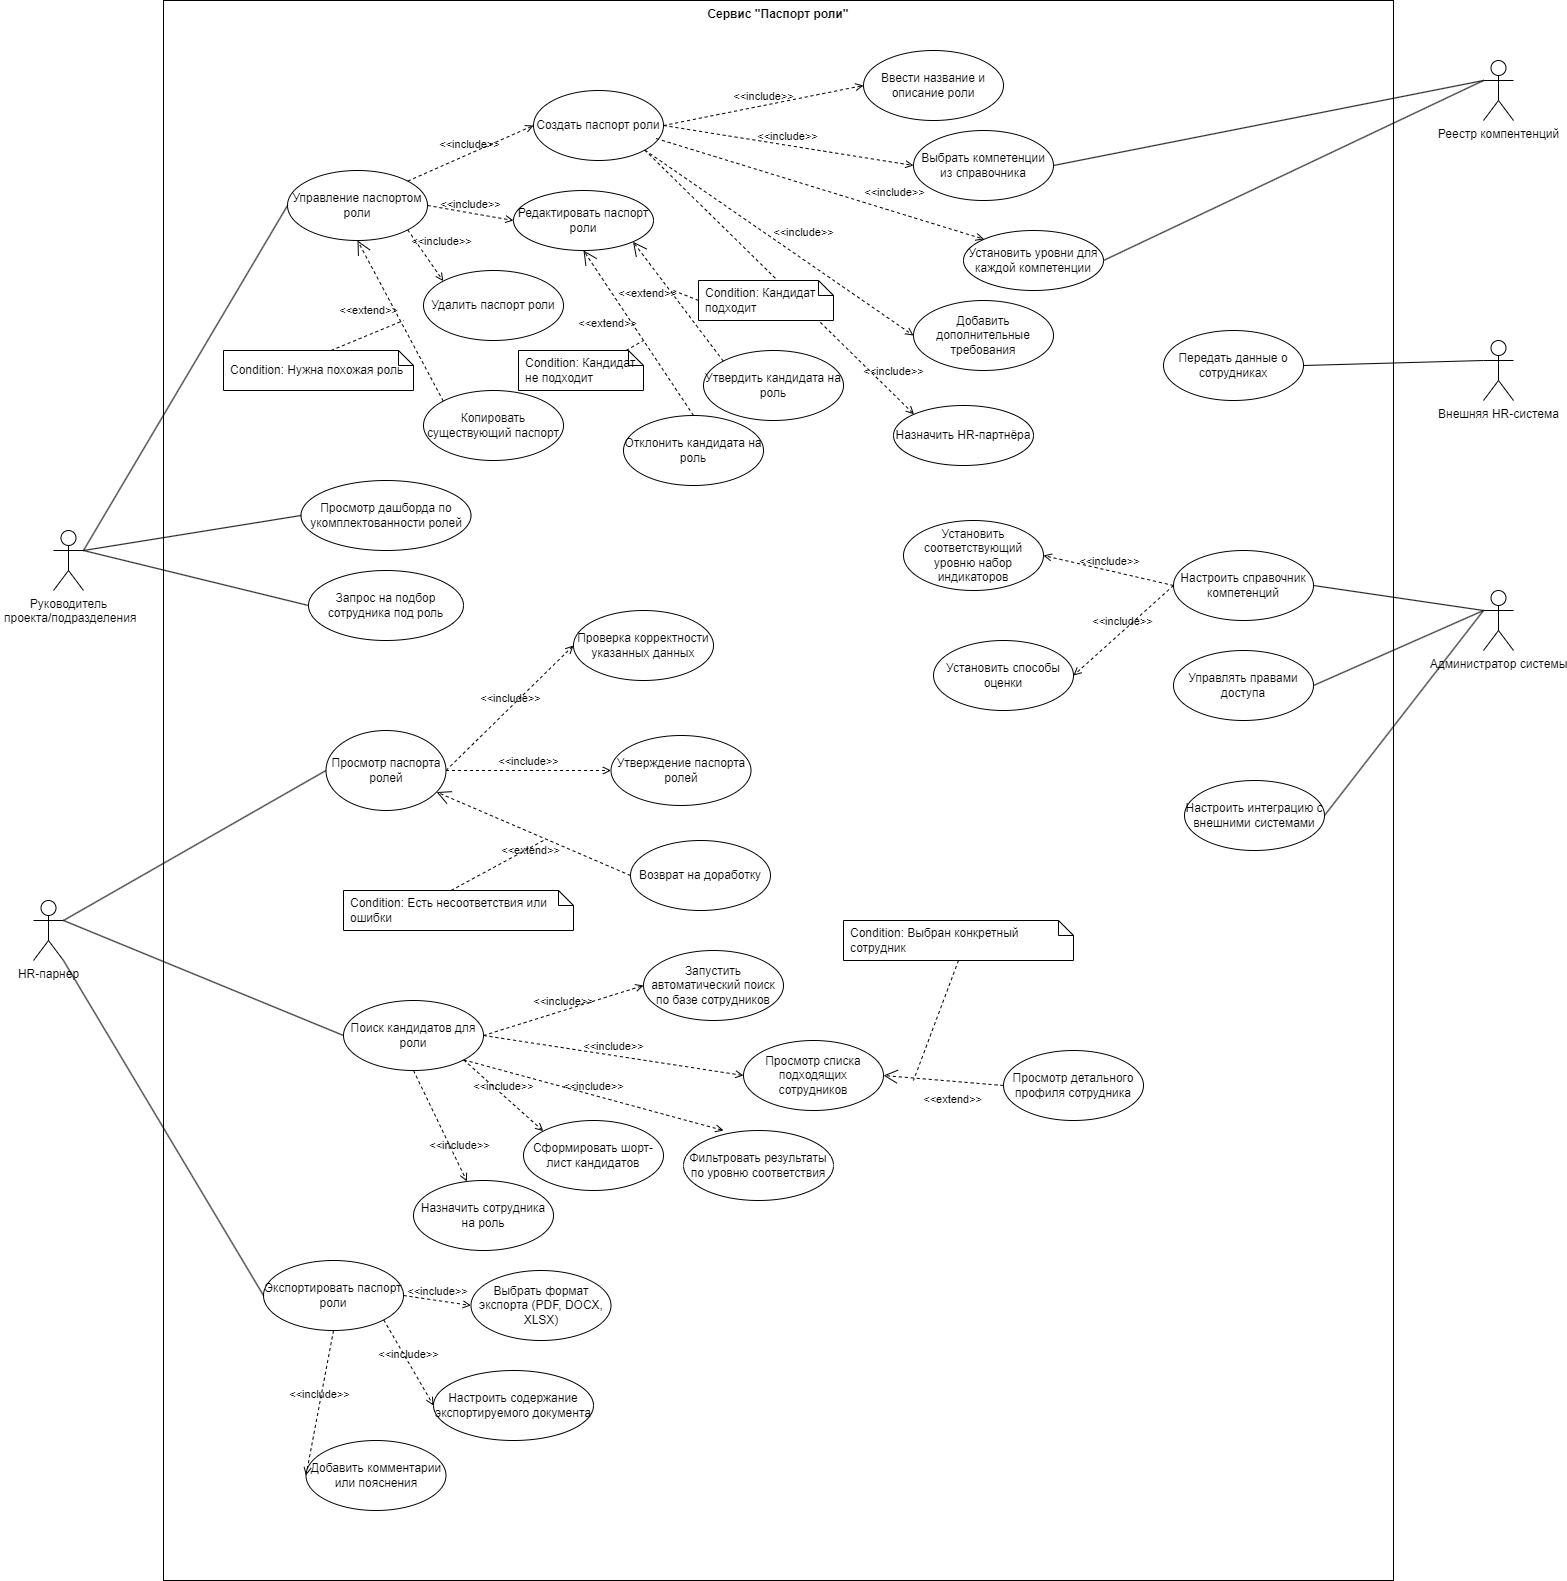 Сервис "Паспорт роли"
Ввести название и
описание роли
<<include>>
Создать паспорт роли
<<include>>
Реестр компентенций
<<include>>
Выбрать компетенции
из справочника
Управление паспортом
роли
<<include>>
<<include>>
Редактировать паспорт
роли
<<include>>
<<include>>
Установить уровни для
каждой компетенции
Удалить паспорт роли
<<extend>>
<<extend>>
<<extend>>
Condition: Кандидат
подходит
Добавить
дополнительные
требования
Condition: Нужна похожая роль
Condition: Кандидат
не подходит
Утвердить кандидата на
роль
<<include>>
Передать данные о
сотрудниках
Внешняя HR-система
Копировать
существующий паспорт
Отклонить кандидата на
роль
Назначить HR-партнёра
Просмотр дашборда по
укомплектованности ролей
Руководитель
проекта/подразделения
Запрос на подбор
сотрудника под роль
Установить
соответствующий
уровню набор
индикаторов
<<include>>
Настроить справочник
компетенций
<<include>>
Установить способы
оценки
Управлять правами
доступа
Администратор системы
Проверка корректности
указанных данных
<<include>>
Просмотр паспорта
ролей
<<include>>
Утверждение паспорта
ролей
Настроить интеграцию с
внешними системами
<<extend>>
Возврат на доработку
Condition: Есть несоответствия или
ошибки
Condition: Выбран конкретный
сотрудник
HR-парнер
Запустить
автоматический поиск
по базе сотрудников
<<include>>
Поиск кандидатов для
роли
<<include>>
Просмотр списка
подходящих
сотрудников
Просмотр детального
профиля сотрудника
<<extend>>
<<include>>
<<include>>
<<include>>
Сформировать шорт-
лист кандидатов
Фильтровать результаты
по уровню соответствия
Назначить сотрудника
на роль
Экспортировать паспорт
роли
<<include>>
Выбрать формат
экспорта (PDF, DOCX,
XLSX)
<<include>>
<<include>>
Настроить содержание
экспортируемого документа
Добавить комментарии
или пояснения